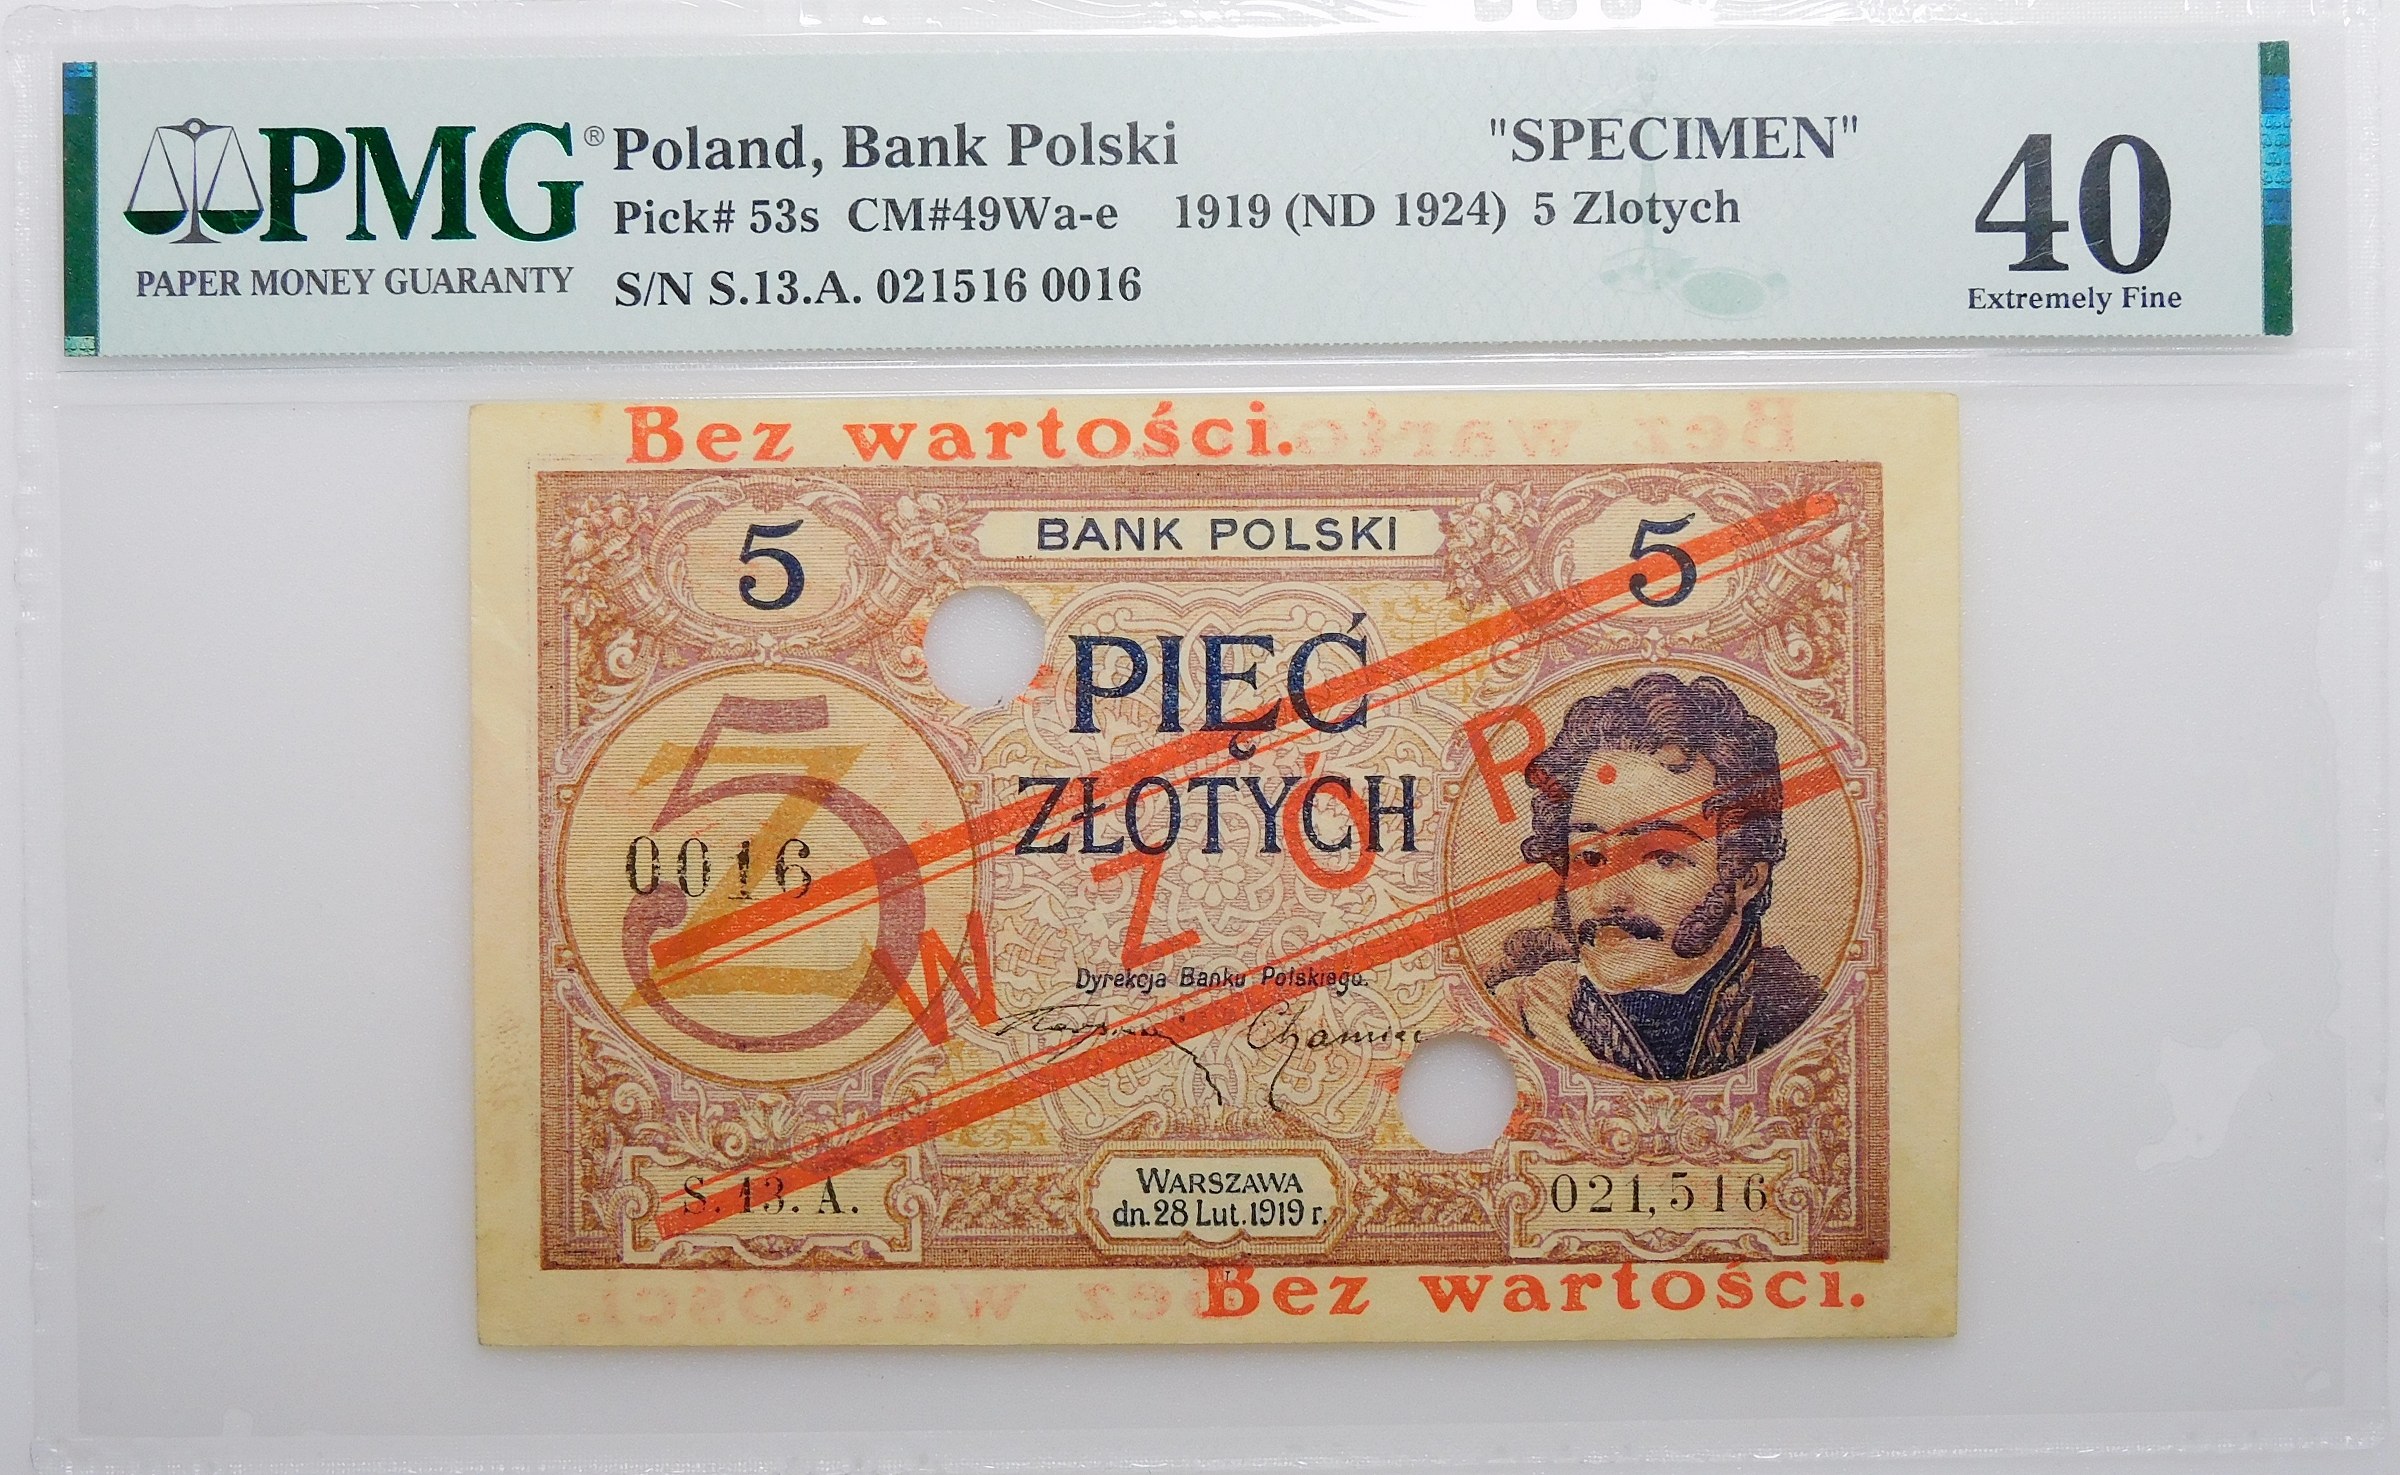 PMG®
PAPER MONEY GUARANTY
Poland, Bank Polski
"SPECIMEN"
Pick# 53s CM#49Wa-e 1919 (ND 1924) 5 Zlotych
S/N S.13.A. 021516 0016
40
Extremely Fine
Bez wartości.
5
BANK POLSKI
5
PIĘĆ
ZŁOTYCH
5 Z
0016
WZÓR.
Dyrekcja Banku Polskiego.
S. 13. A.
WARSZAWA
dn. 28 Lut. 1919 r.
021,516
Bez wartości.